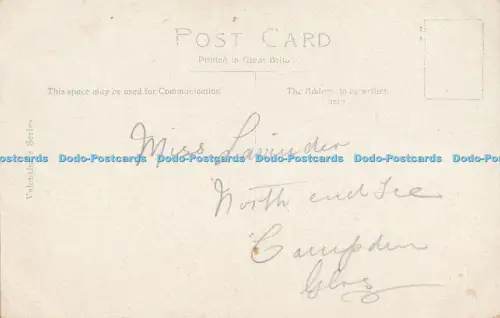 POST CARD
Printed in Great Britain
This space may be used for Communication
The Address to be written
here
Valentine's Series
Miss Lavinder
Dodo-Postcards Dodo-Postcards Dodo-Postcards Dodo-Postcards Dodo-Postcards Dodo-Postcards
North end
Campden
Glos